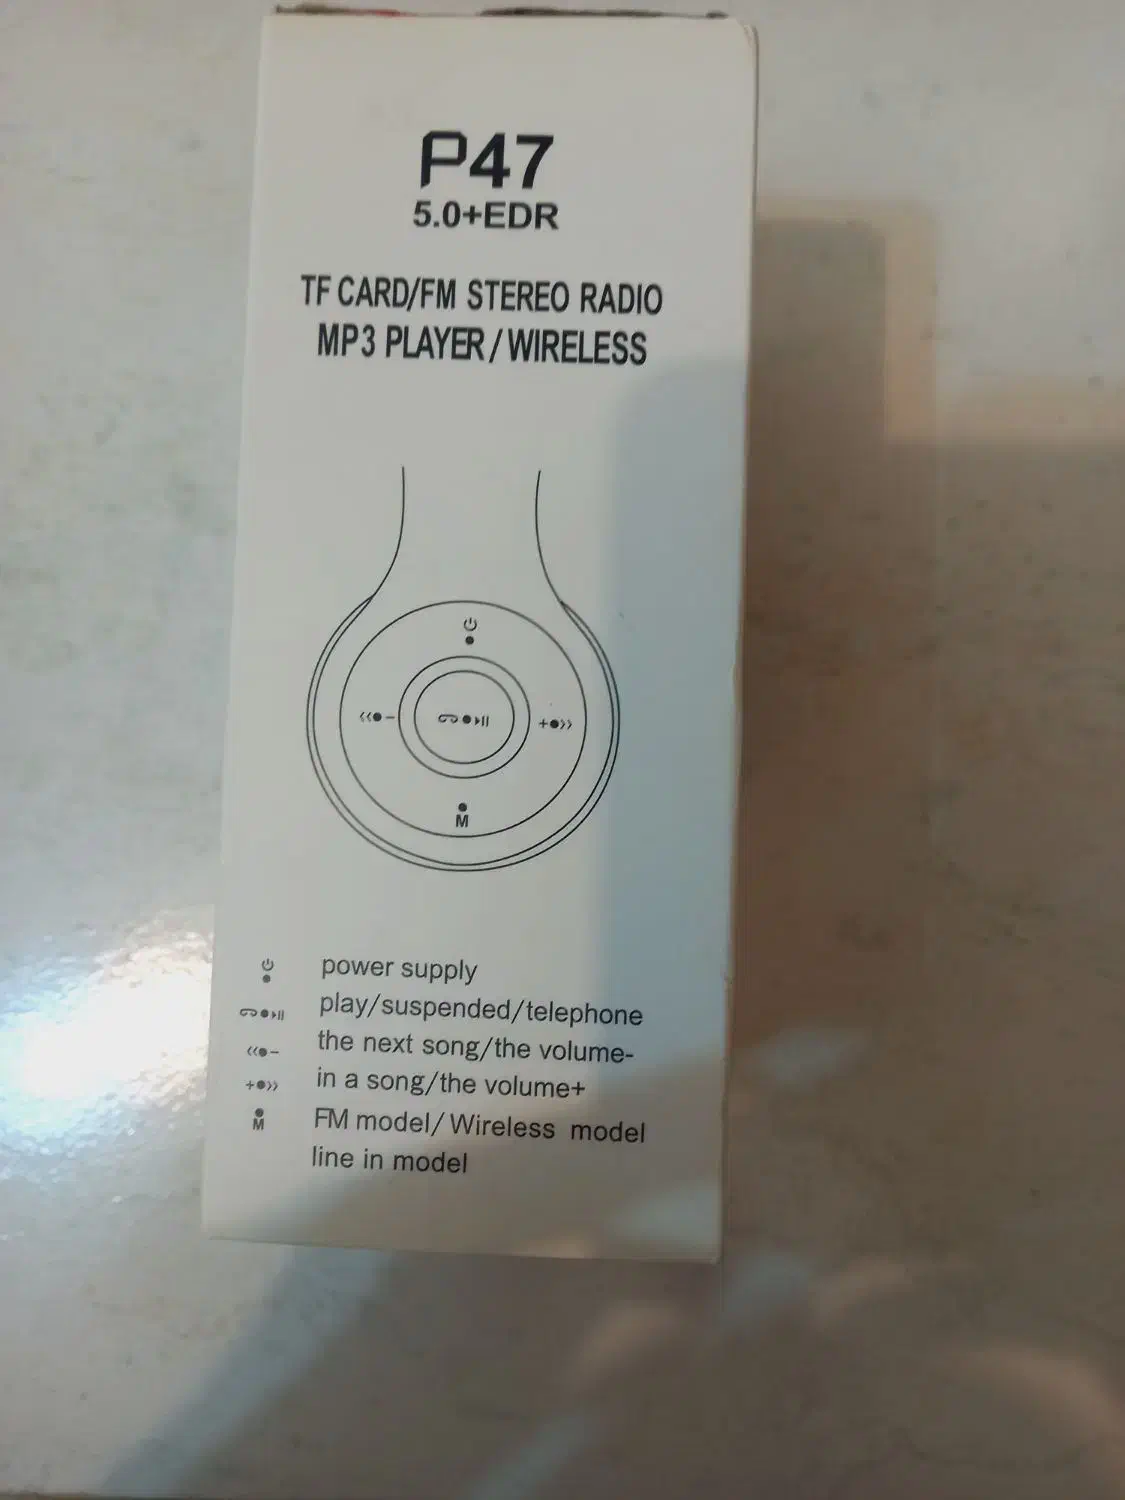 P47
5.0+EDR
TF CARD/FM STEREO RADIO
MP3 PLAYER/WIRELESS
M
power supply
play/suspended/telephone
the next song/the volume-
in a song/the volume+
M FM model/ Wireless model
line in model